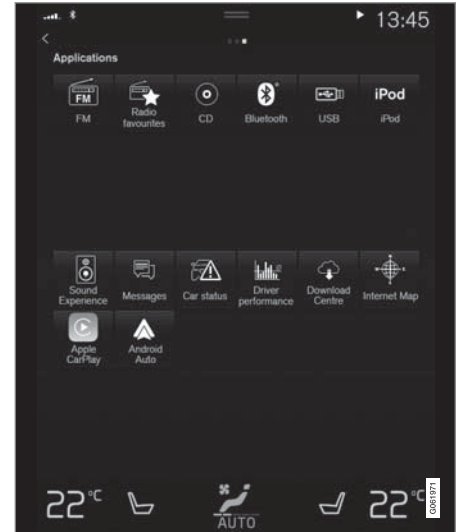 13:45
Applications
FM
FM
Radio favourites
CD
Bluetooth
USB
iPod
iPod
Sound Experience
Messages
Car status
Driver performance
Download Centre
Internet Map
Apple CarPlay
Android Auto
22°C
AUTO
22°C
G061971